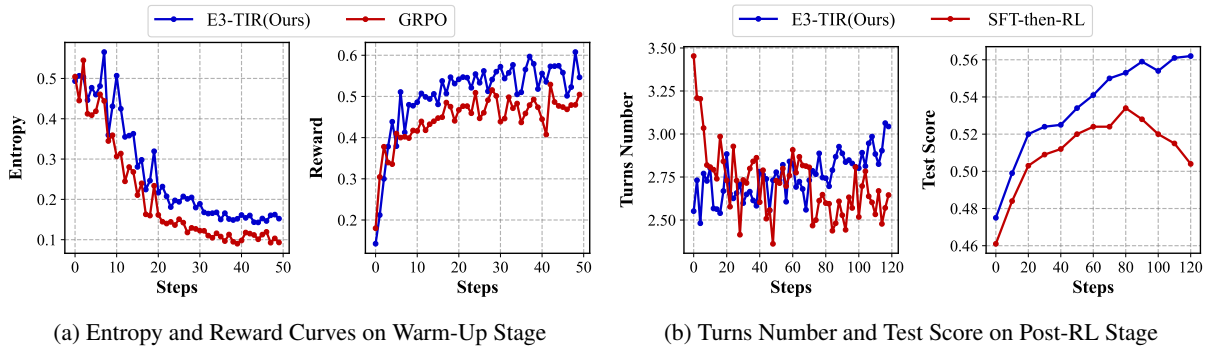 E3-TIR(Ours) GRPO
E3-TIR(Ours) SFT-then-RL
Entropy
0.5
0.4
0.3
0.2
0.1
0 10 20 30 40 50
Steps
Reward
0.6
0.5
0.4
0.3
0.2
0 10 20 30 40 50
Steps
Turns Number
3.50
3.25
3.00
2.75
2.50
0 20 40 60 80 100 120
Steps
Test Score
0.56
0.54
0.52
0.50
0.48
0.46
0 20 40 60 80 100 120
Steps
(a) Entropy and Reward Curves on Warm-Up Stage
(b) Turns Number and Test Score on Post-RL Stage